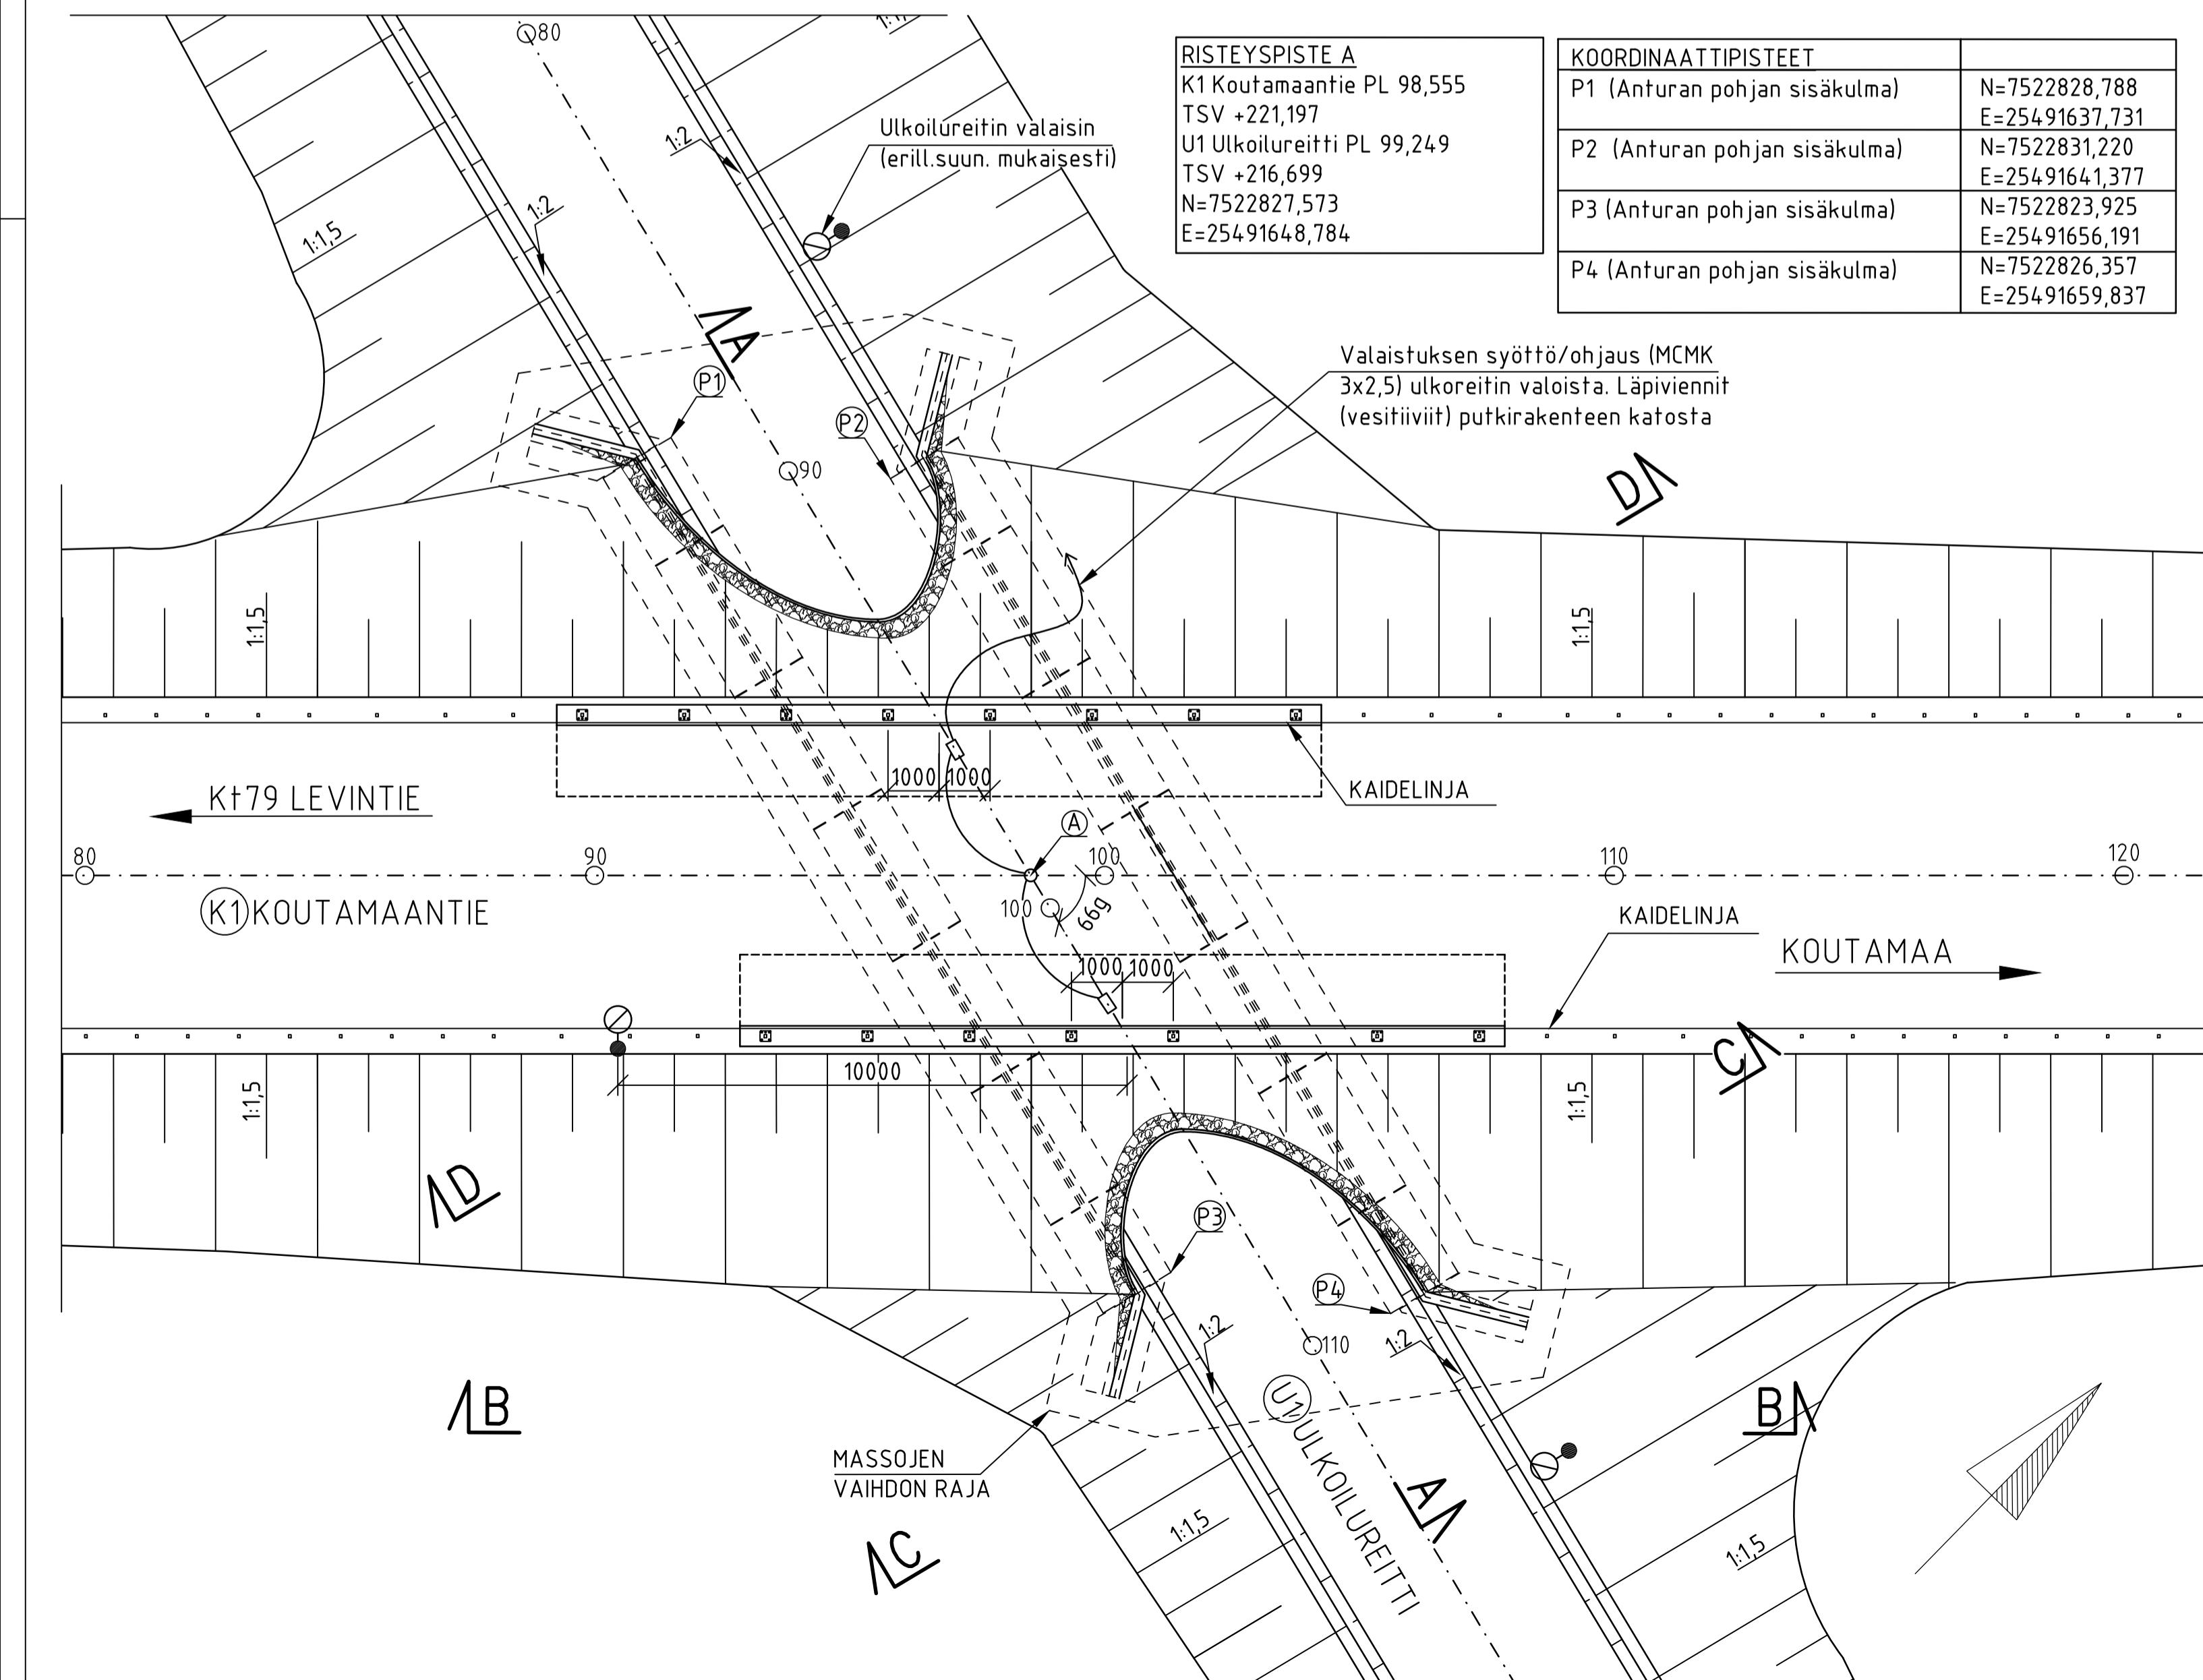 80
1:1,
RISTEYSPISTE A
K1 Koutamaantie PL 98,555
TSV +221,197
U1 Ulkoilureitti PL 99,249
TSV +216,699
N=7522827,573
E=25491648,784
KOORDINAATTIPISTEET
P1 (Anturan pohjan sisäkulma)
N=7522828,788
E=25491637,731
P2 (Anturan pohjan sisäkulma)
N=7522831,220
E=25491641,377
P3 (Anturan pohjan sisäkulma)
N=7522823,925
E=25491656,191
P4 (Anturan pohjan sisäkulma)
N=7522826,357
E=25491659,837
Ulkoilureitin valaisin
(erill.suun. mukaisesti)
1:2
1:2
1:1,5
A
P1
P2
90
Valaistuksen syöttö/ohjaus (MCMK
3x2,5) ulkoreitin valoista. Läpiviennit
(vesitiiviit) putkirakenteen katosta
D
1:1,5
1:1,5
1000
1000
KAIDELINJA
Kt79 LEVINTIE
A
80
90
100
110
120
100
66g
K1 KOUTAMAANTIE
KAIDELINJA
KOUTAMAA
1000
1000
10000
1:1,5
1:1,5
C
D
P3
P4
1:2
1:2
110
B
B
U1 ULKOILUREITTI
MASSOJEN
VAIHDON RAJA
A
C
1:1,5
1:1,5